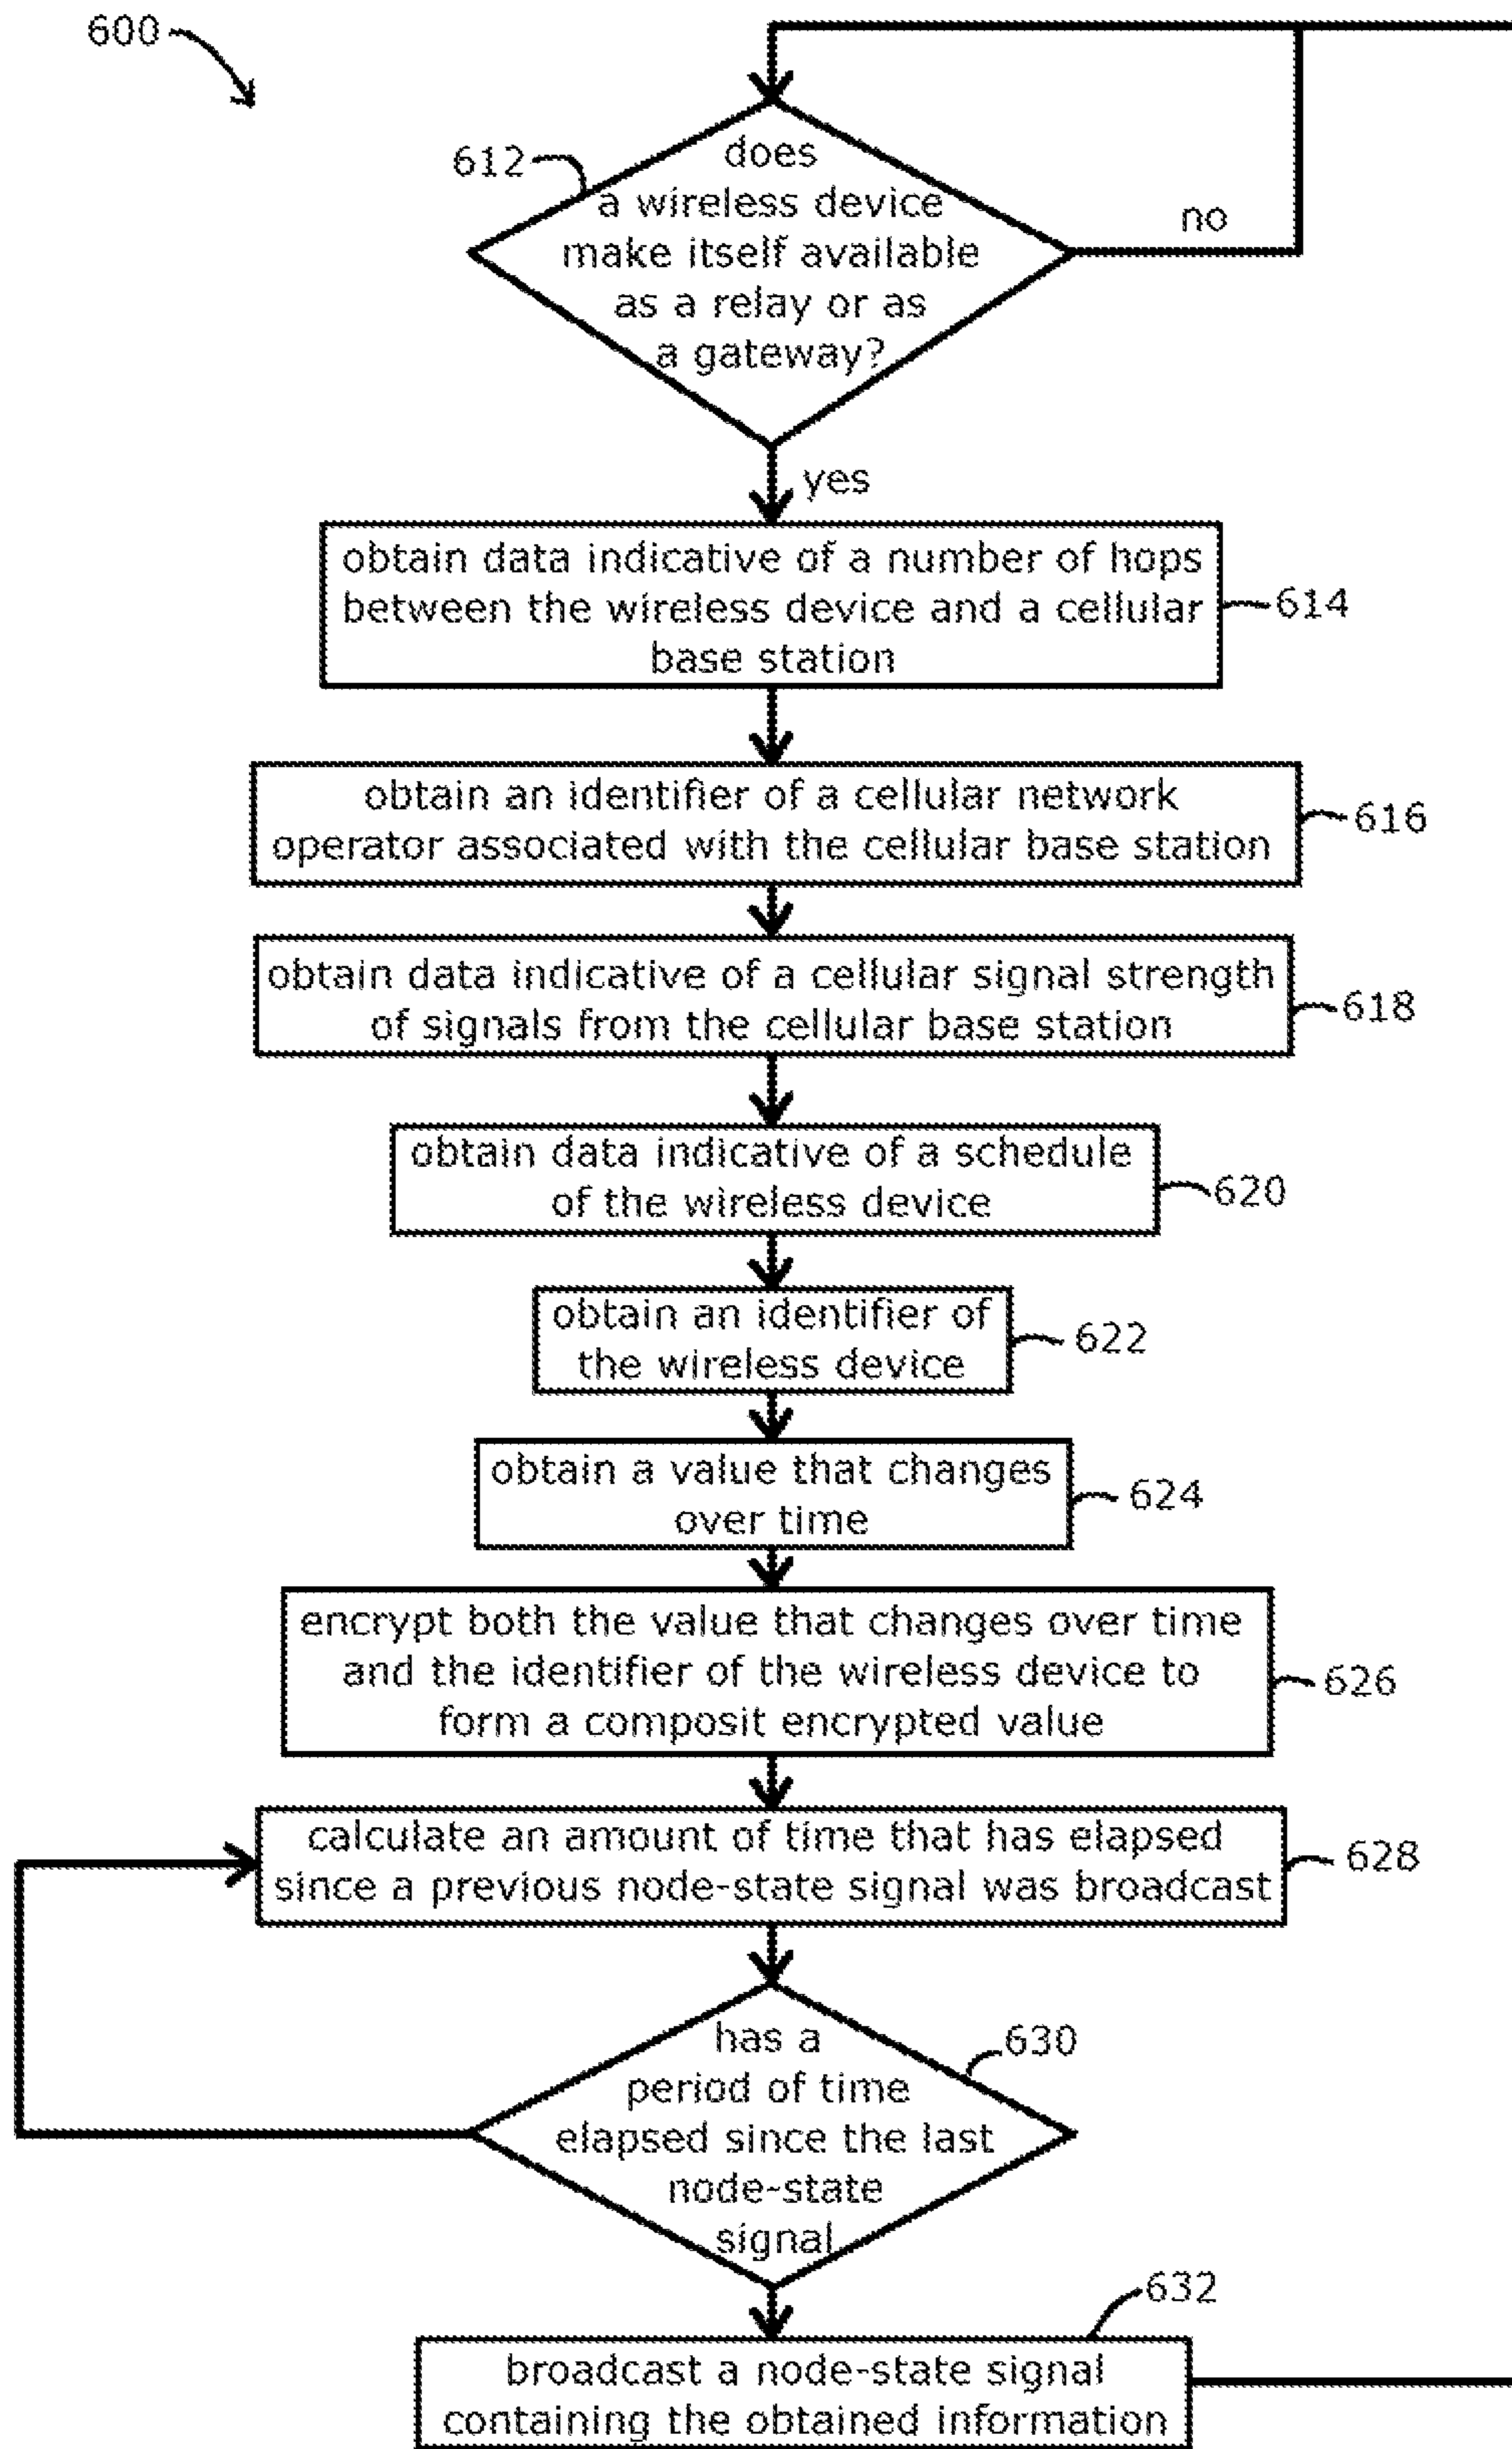 600
612
does
a wireless device
make itself available
as a relay or as
a gateway?
no
yes
obtain data indicative of a number of hops
between the wireless device and a cellular
base station
614
obtain an identifier of a cellular network
operator associated with the cellular base station
616
obtain data indicative of a cellular signal strength
of signals from the cellular base station
618
obtain data indicative of a schedule
of the wireless device
620
obtain an identifier of
the wireless device
622
obtain a value that changes
over time
624
encrypt both the value that changes over time
and the identifier of the wireless device to
form a composit encrypted value
626
calculate an amount of time that has elapsed
since a previous node-state signal was broadcast
628
has a
period of time
elapsed since the last
node-state
signal
630
632
broadcast a node-state signal
containing the obtained information